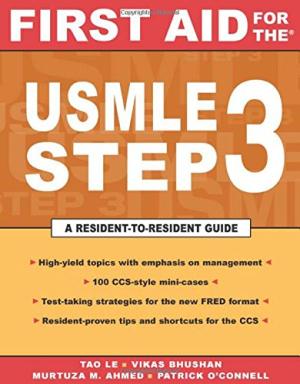 FIRST AID FOR THE®
USMLE
STEP 3
A RESIDENT-TO-RESIDENT GUIDE
High-yield topics with emphasis on management
100 CCS-style mini-cases
Test-taking strategies for the new FRED format
Resident-proven tips and shortcuts for the CCS
TAO LE • VIKAS BHUSHAN
MURTUZA M. AHMED • PATRICK O'CONNELL